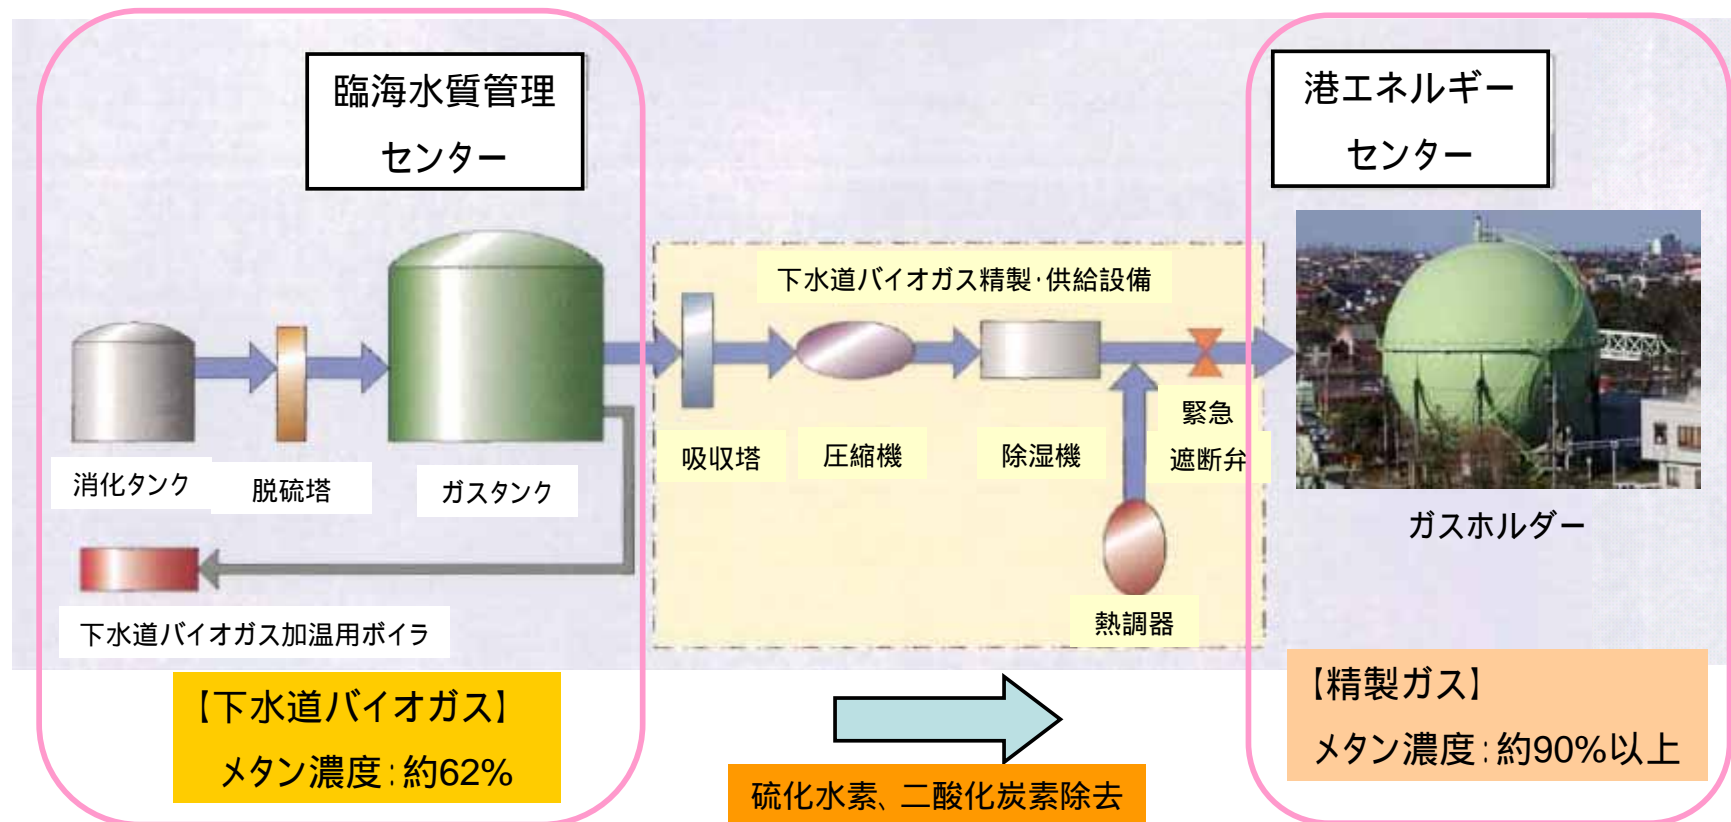 臨海水質管理
センター
港エネルギー
センター
下水道バイオガス精製・供給設備
消化タンク
脱硫塔
ガスタンク
吸収塔
圧縮機
除湿機
緊急
遮断弁
ガスホルダー
下水道バイオガス加温用ボイラ
熱調器
【下水道バイオガス】
メタン濃度：約62%
硫化水素、二酸化炭素除去
【精製ガス】
メタン濃度：約90%以上